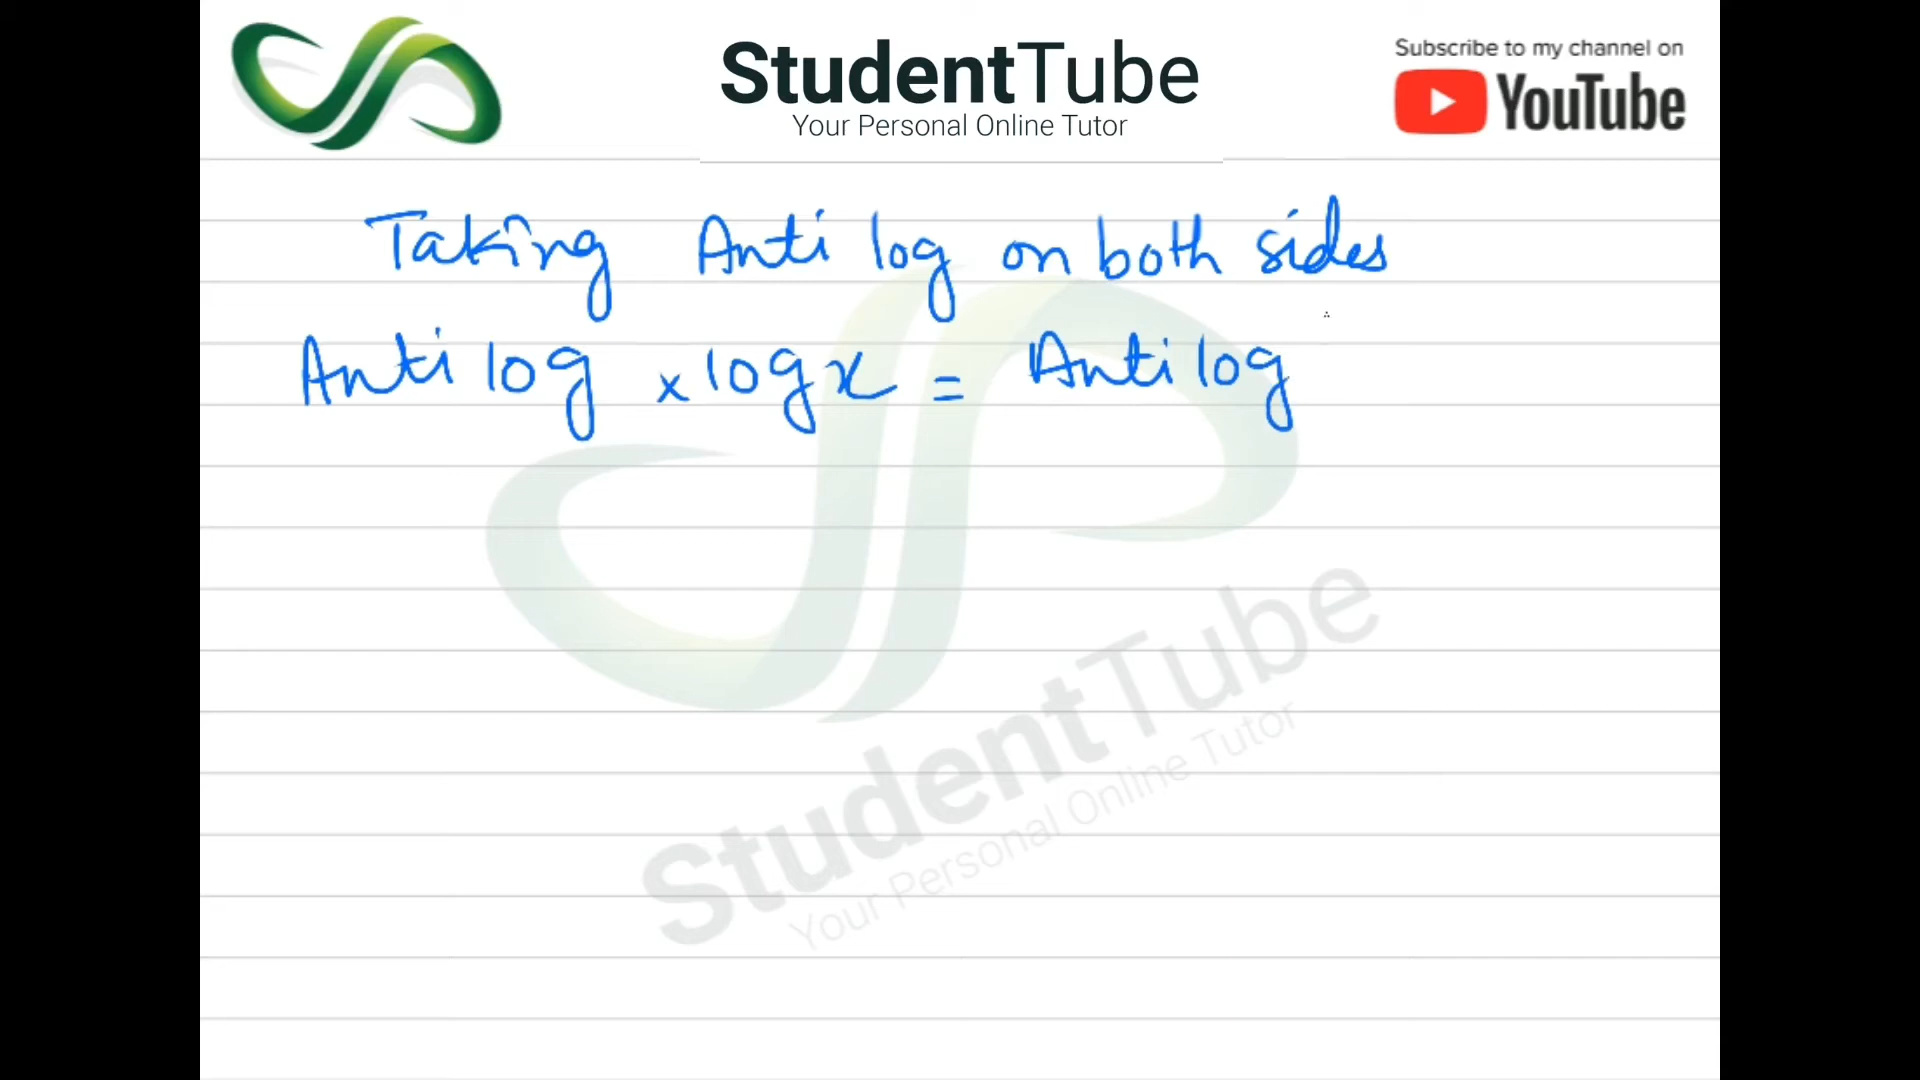 Subscribe to my channel on
StudentTube
YouTube
Your Personal Online Tutor
Taking Anti log on both sides
Anti log × log x = Anti log
StudentTube
Your Personal Online Tutor